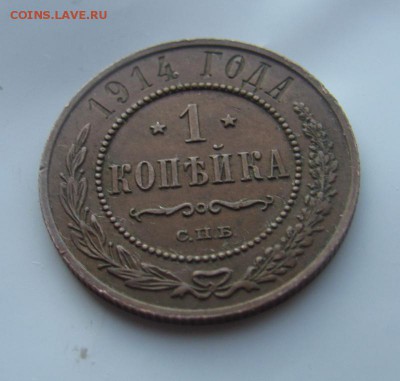 COINS.LAVE.RU
1914 ГОДА
1
КОПѢЙКА
С.П.Б.